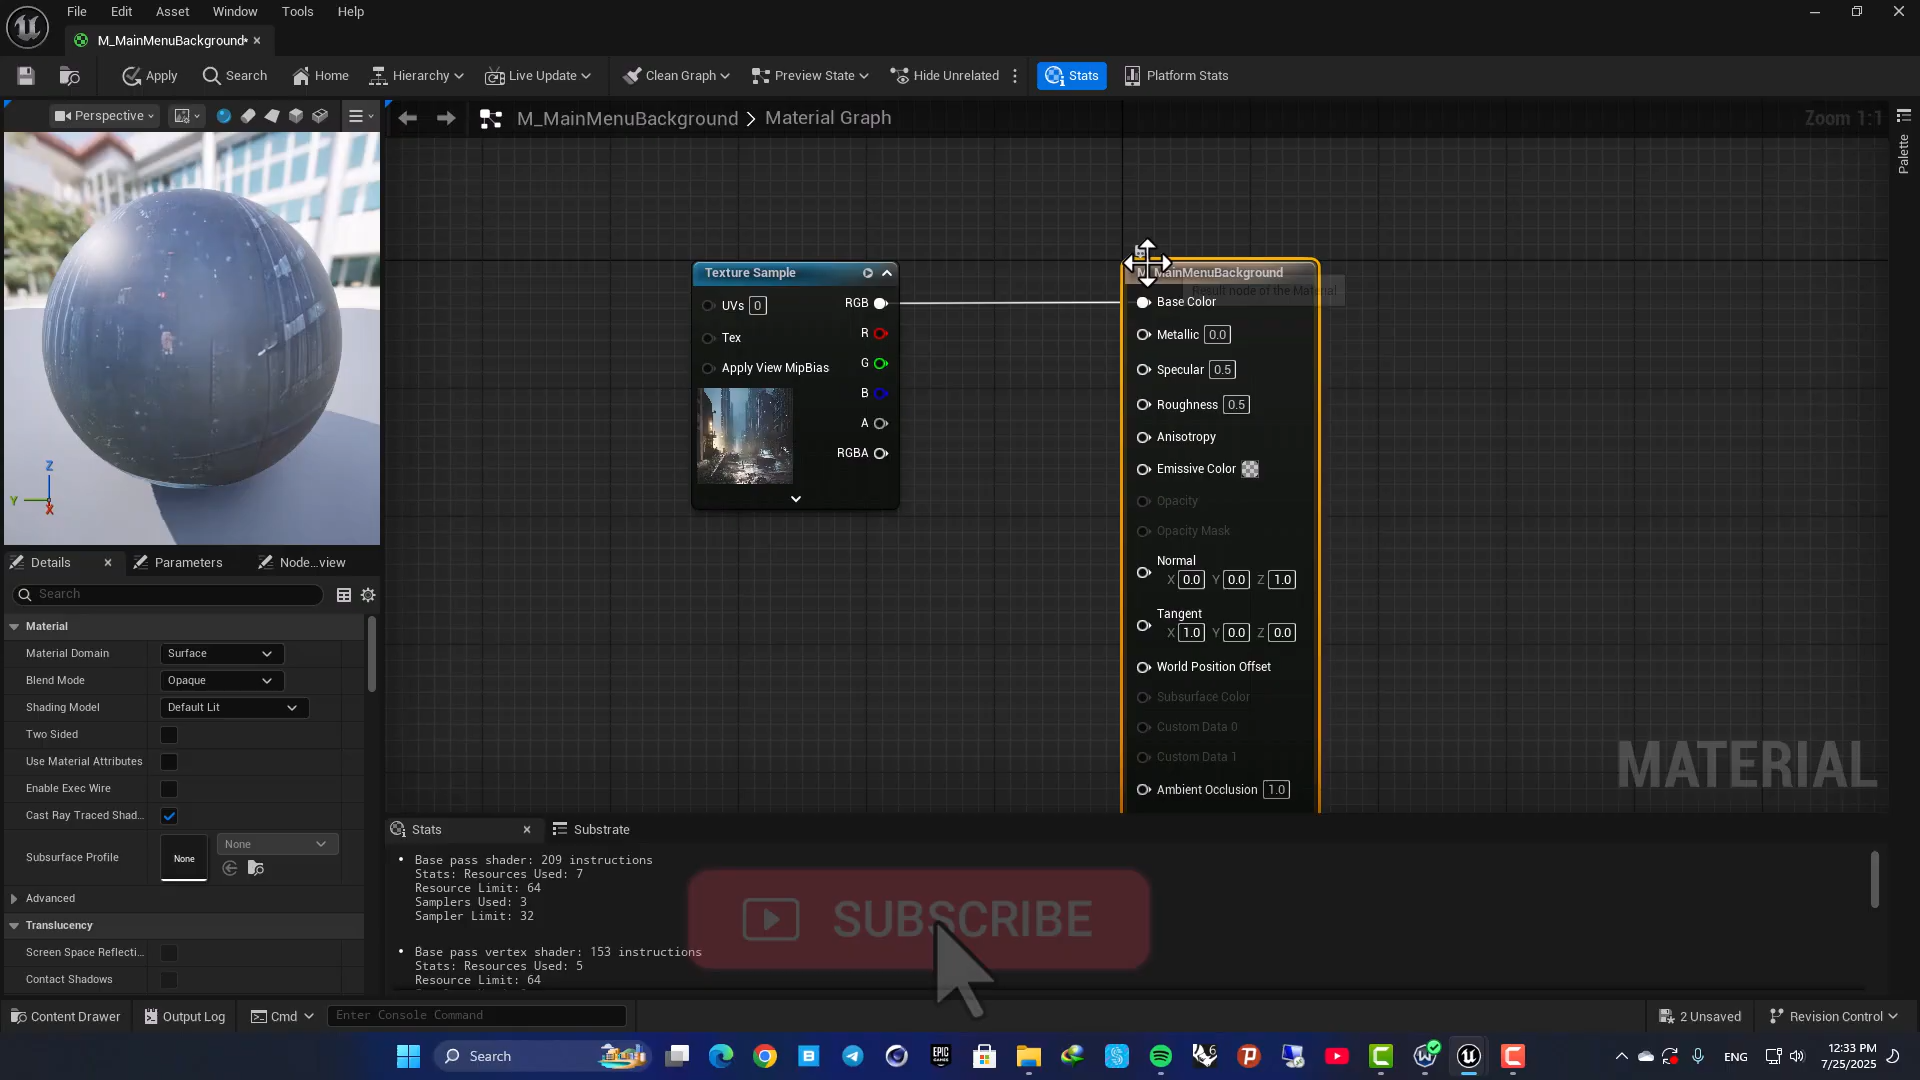 File Edit Asset Window Tools Help
M_MainMenuBackground*
Apply Search Home Hierarchy Live Update Clean Graph Preview State Hide Unrelated Stats Platform Stats
Perspective
M_MainMenuBackground > Material Graph
Zoom 1:1
Palette
Texture Sample
UVs 0
Tex
Apply View MipBias
RGB
R
G
B
A
RGBA
MainMenuBackground
Result node of the Material
Base Color
Metallic 0.0
Specular 0.5
Roughness 0.5
Anisotropy
Emissive Color
Opacity
Opacity Mask
Normal
X 0.0 Y 0.0 Z 1.0
Tangent
X 1.0 Y 0.0 Z 0.0
World Position Offset
Subsurface Color
Custom Data 0
Custom Data 1
Ambient Occlusion 1.0
MATERIAL
Z
Y
X
Details Parameters Node...view
Search
Material
Material Domain Surface
Blend Mode Opaque
Shading Model Default Lit
Two Sided
Use Material Attributes
Enable Exec Wire
Cast Ray Traced Shad...
Subsurface Profile None None
Advanced
Translucency
Screen Space Reflecti...
Contact Shadows
Stats Substrate
Base pass shader: 209 instructions
Stats: Resources Used: 7
Resource Limit: 64
Samplers Used: 3
Sampler Limit: 32
Base pass vertex shader: 153 instructions
Stats: Resources Used: 5
Resource Limit: 64
SUBSCRIBE
Content Drawer Output Log Cmd Enter Console Command 2 Unsaved Revision Control
Search
EPIC
GAMES
6
ENG
12:33 PM
7/25/2025